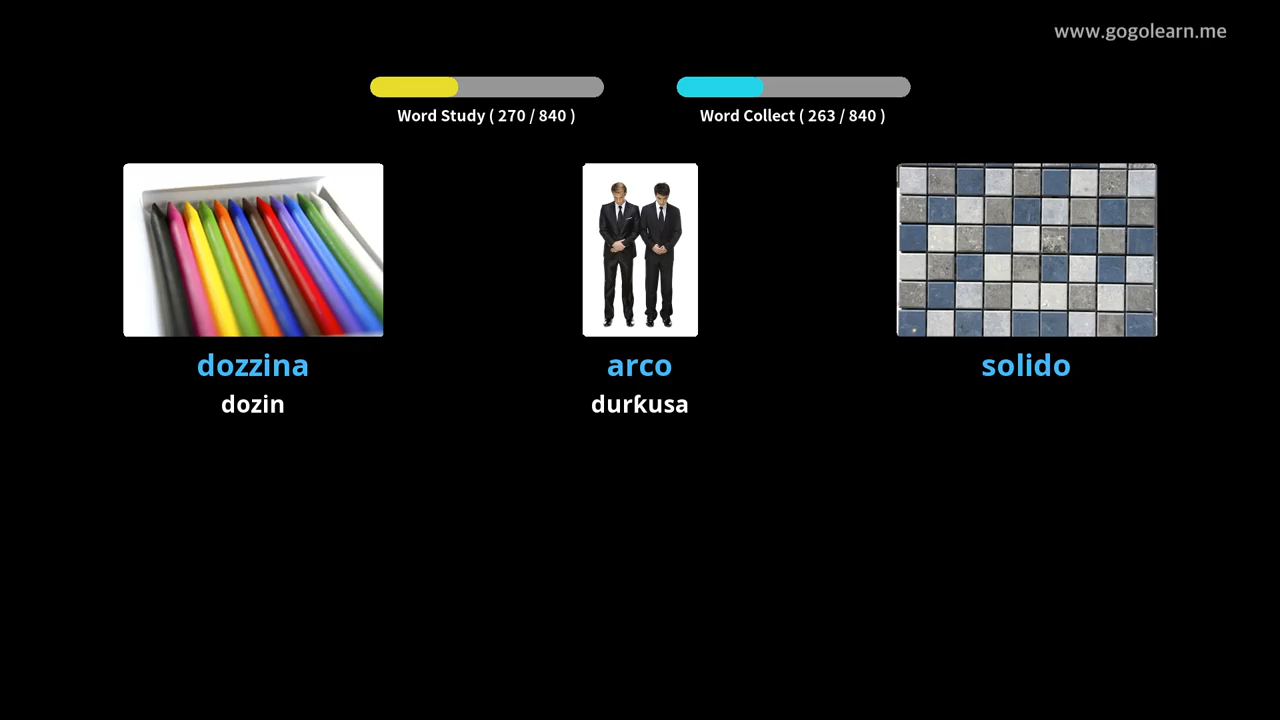 www.gogolearn.me
Word Study ( 270 / 840 )
Word Collect ( 263 / 840 )
dozzina
arco
solido
dozin
durƙusa